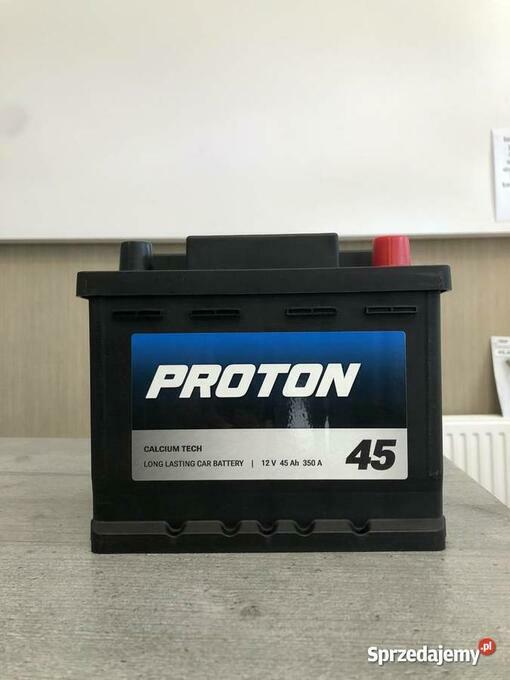 PROTON
CALCIUM TECH
LONG LASTING CAR BATTERY | 12 V 45 Ah 350 A
45
Sprzedajemy.pl